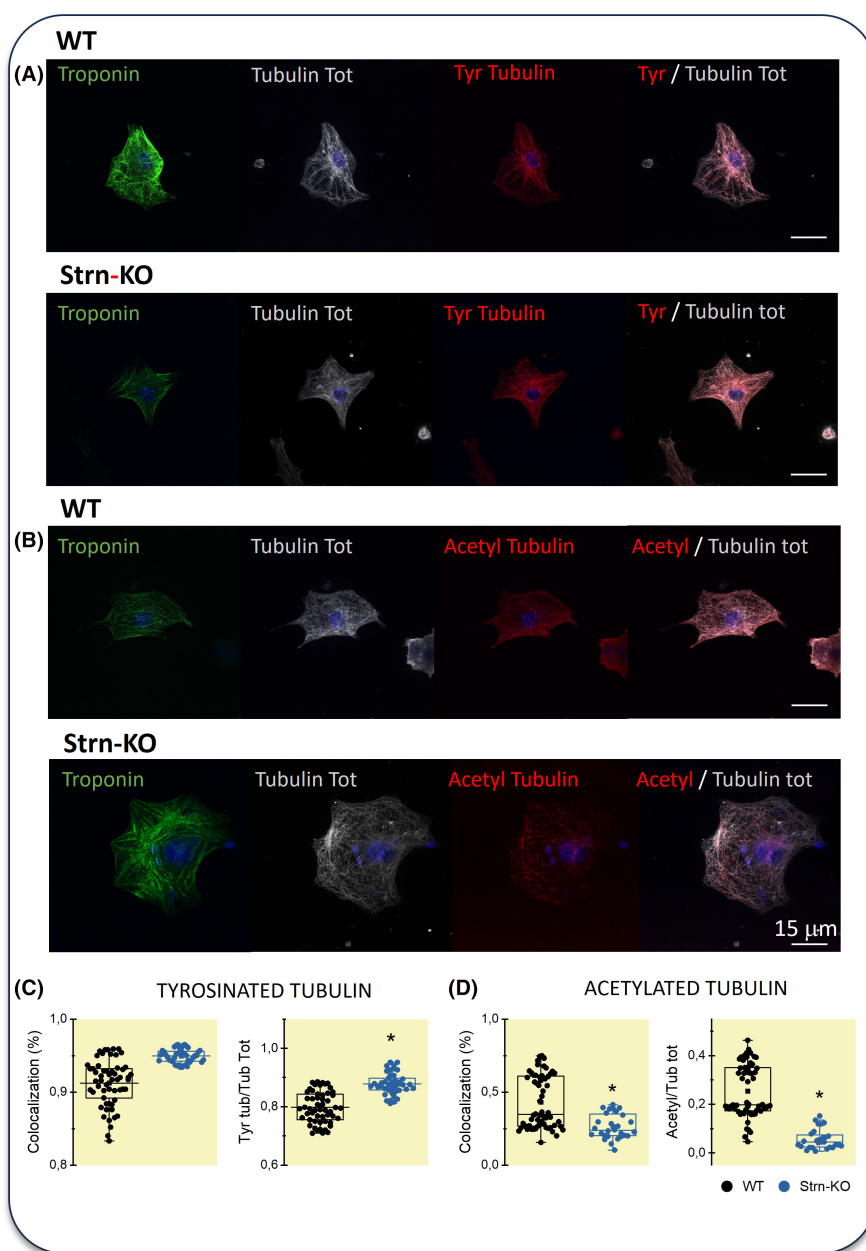 WT
(A) Troponin Tubulin Tot Tyr Tubulin Tyr / Tubulin Tot
Strn-KO
Troponin Tubulin Tot Tyr Tubulin Tyr / Tubulin tot
WT
(B) Troponin Tubulin Tot Acetyl Tubulin Acetyl / Tubulin tot
Strn-KO
Troponin Tubulin Tot Acetyl Tubulin Acetyl / Tubulin tot
15 µm
(C) TYROSINATED TUBULIN
Colocalization (%)
1,0
0,9
0,8
Tyr tub/Tub Tot
1,0
0,8
0,6
*
(D) ACETYLATED TUBULIN
Colocalization (%)
1,0
0,5
0,0
*
Acetyl/Tub tot
0,4
0,2
0,0
*
WT Strn-KO